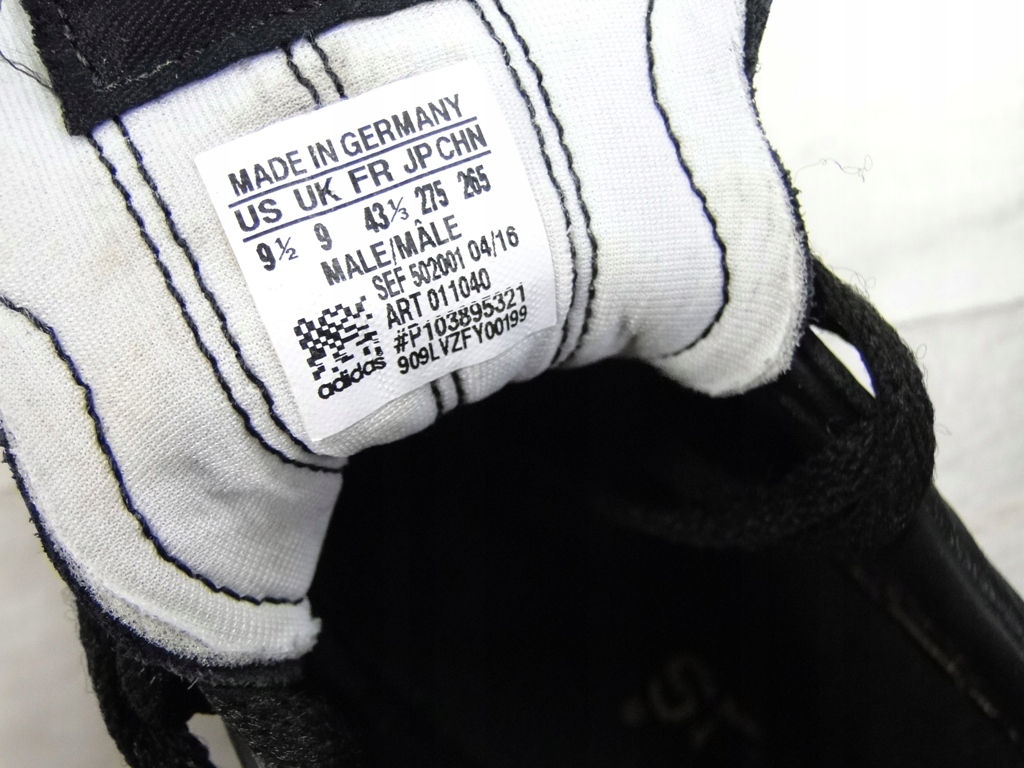 MADE IN GERMANY
US UK FR JP CHN
9½ 9 43⅓ 275 265
MALE/MÂLE
SEF 502001 04/16
ART 011040
#P103895321
909LVZFY00199
adidas